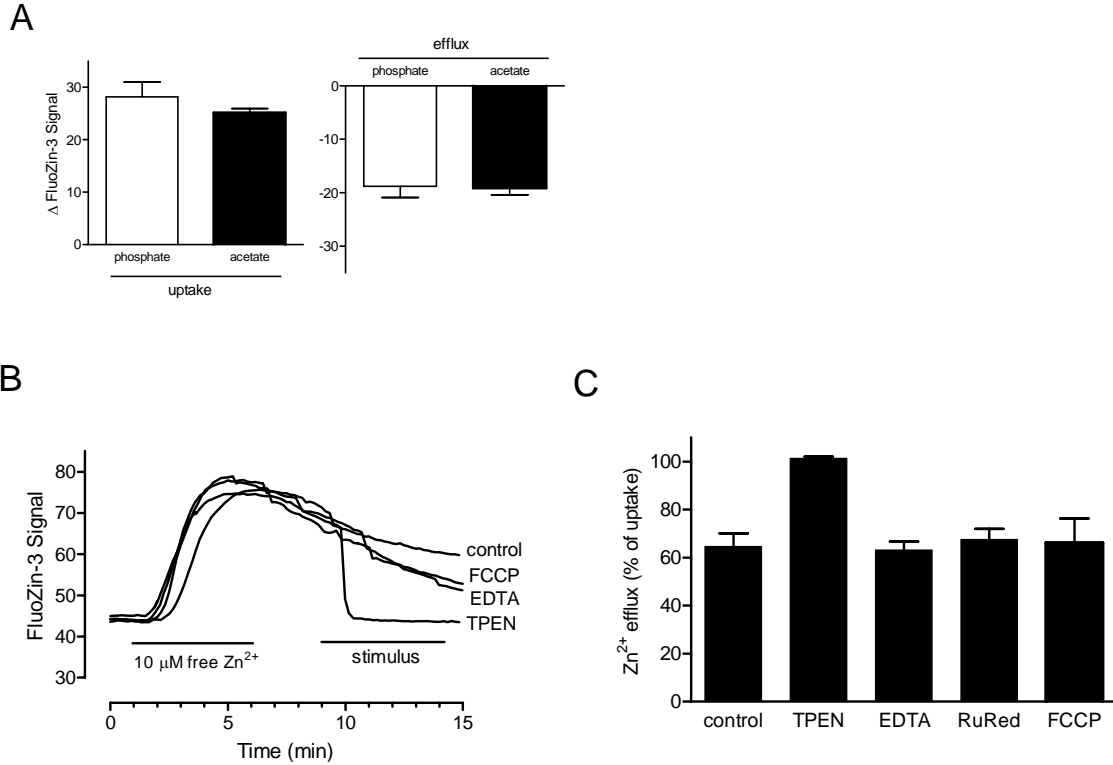 A
efflux
phosphate acetate
Δ FluoZin-3 Signal
30
20
10
0
0
-10
-20
-30
phosphate acetate
uptake
B
FluoZin-3 Signal
80
70
60
50
40
30
control
FCCP
EDTA
TPEN
10 μM free Zn²⁺
stimulus
0 5 10 15
Time (min)
C
Zn²⁺ efflux (% of uptake)
100
80
60
40
20
0
control TPEN EDTA RuRed FCCP